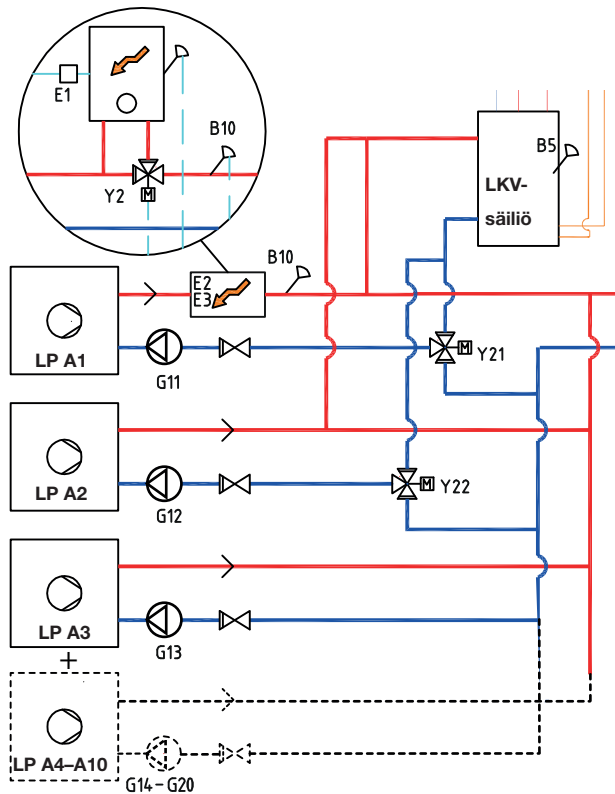 E1
B10
Y2
M
B5
LKV-
säiliö
B10
E2
E3
LP A1
G11
M
Y21
LP A2
G12
M
Y22
LP A3
G13
+
LP A4–A10
G14-G20